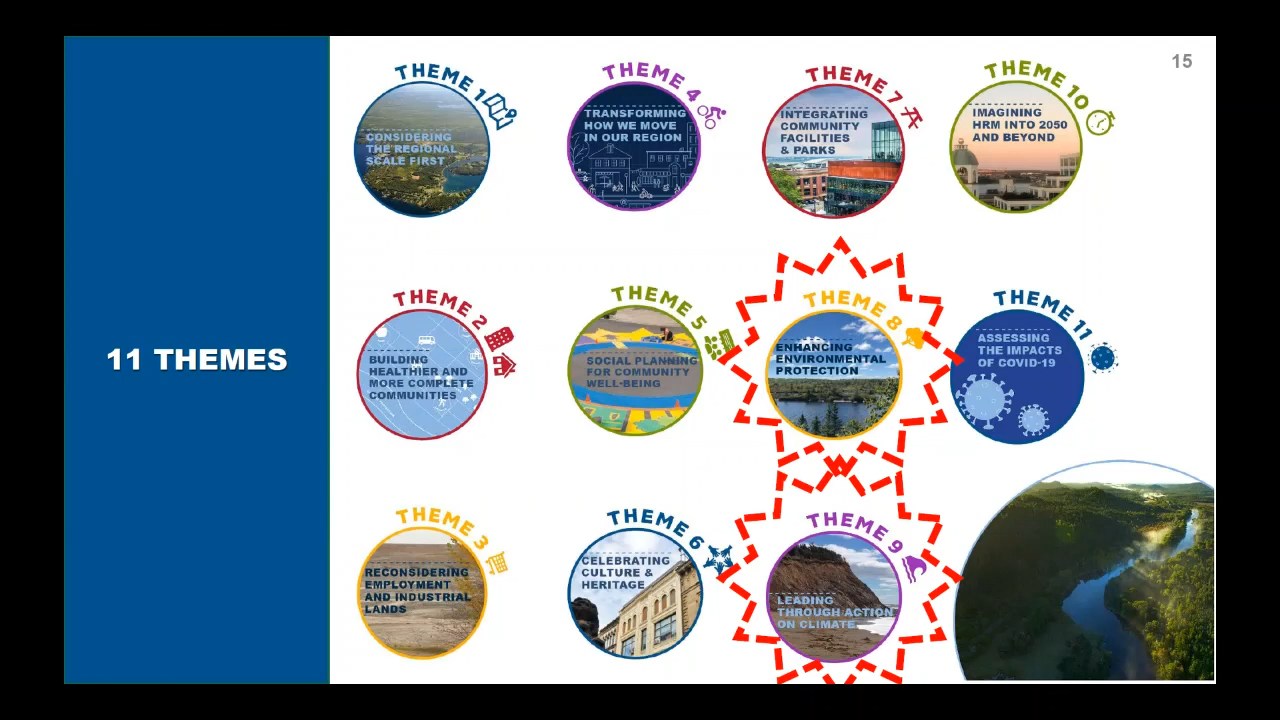 15
11 THEMES
THEME 1
CONSIDERING
THE REGIONAL
SCALE FIRST
THEME 2
BUILDING
HEALTHIER AND
MORE COMPLETE
COMMUNITIES
THEME 3
RECONSIDERING
EMPLOYMENT
AND INDUSTRIAL
LANDS
THEME 4
TRANSFORMING
HOW WE MOVE
IN OUR REGION
THEME 5
SOCIAL PLANNING
FOR COMMUNITY
WELL-BEING
THEME 6
CELEBRATING
CULTURE &
HERITAGE
THEME 7
INTEGRATING
COMMUNITY
FACILITIES
& PARKS
THEME 8
ENHANCING
ENVIRONMENTAL
PROTECTION
THEME 9
LEADING
THROUGH ACTION
ON CLIMATE
THEME 10
IMAGINING
HRM INTO 2050
AND BEYOND
THEME 11
ASSESSING
THE IMPACTS
OF COVID-19